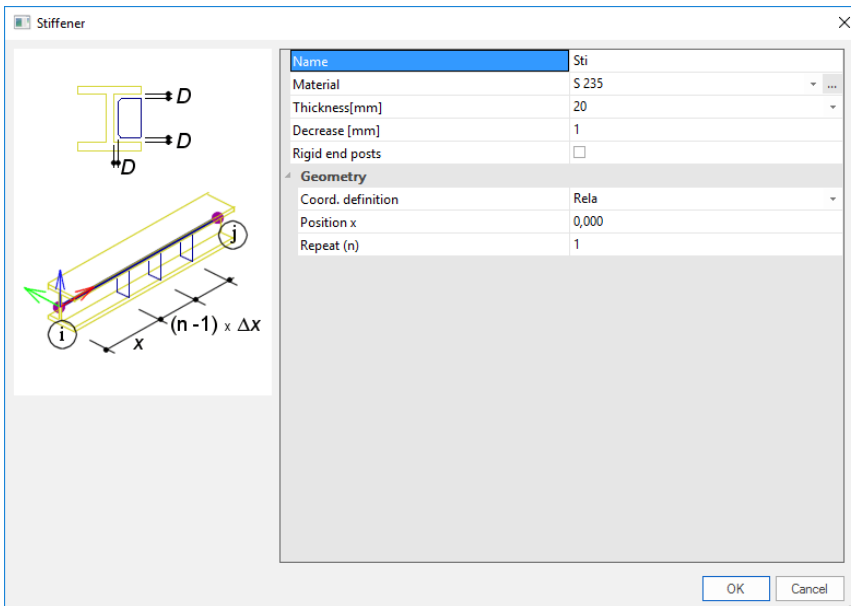 Stiffener
D
D
D
j
i
x
(n -1) x Δx
Name Sti
Material S 235 ...
Thickness[mm] 20
Decrease [mm] 1
Rigid end posts
Geometry
Coord. definition Rela
Position x 0,000
Repeat (n) 1
OK Cancel